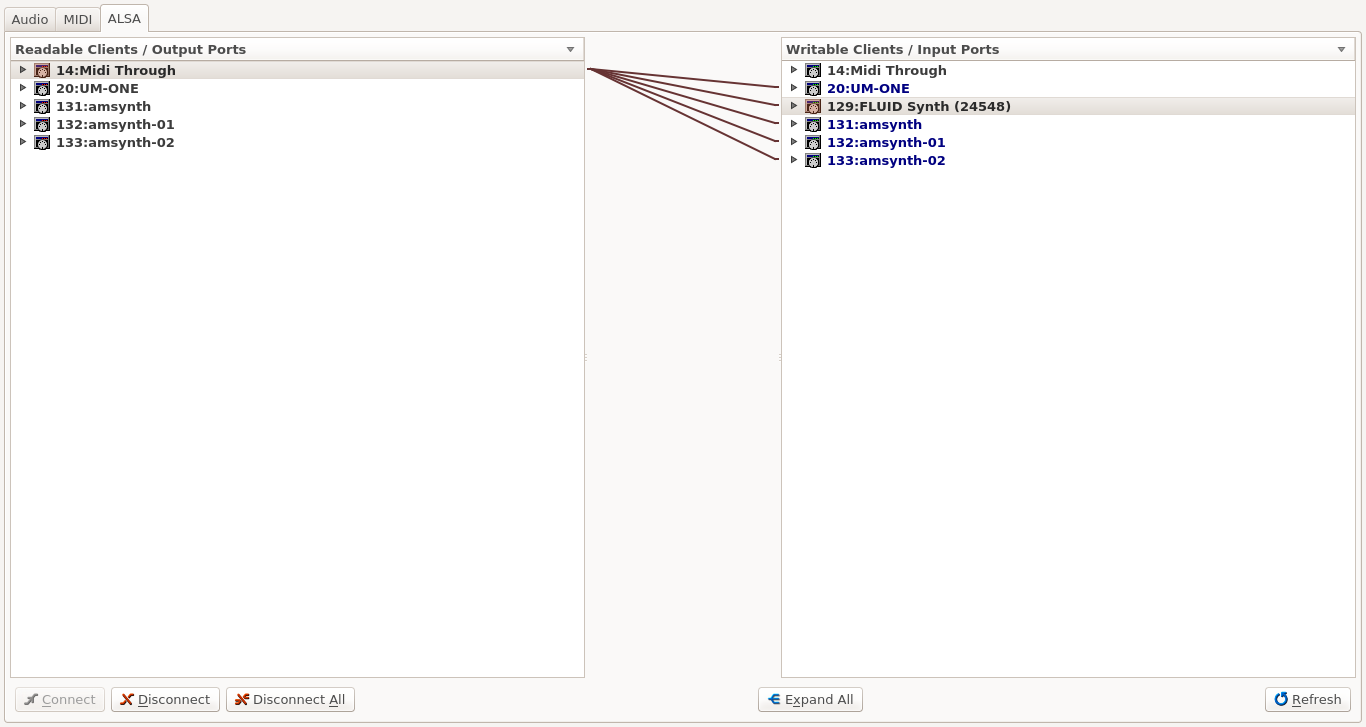 Audio MIDI ALSA
Readable Clients / Output Ports
14:Midi Through
20:UM-ONE
131:amsynth
132:amsynth-01
133:amsynth-02
Writable Clients / Input Ports
14:Midi Through
20:UM-ONE
129:FLUID Synth (24548)
131:amsynth
132:amsynth-01
133:amsynth-02
Connect Disconnect Disconnect All Expand All Refresh